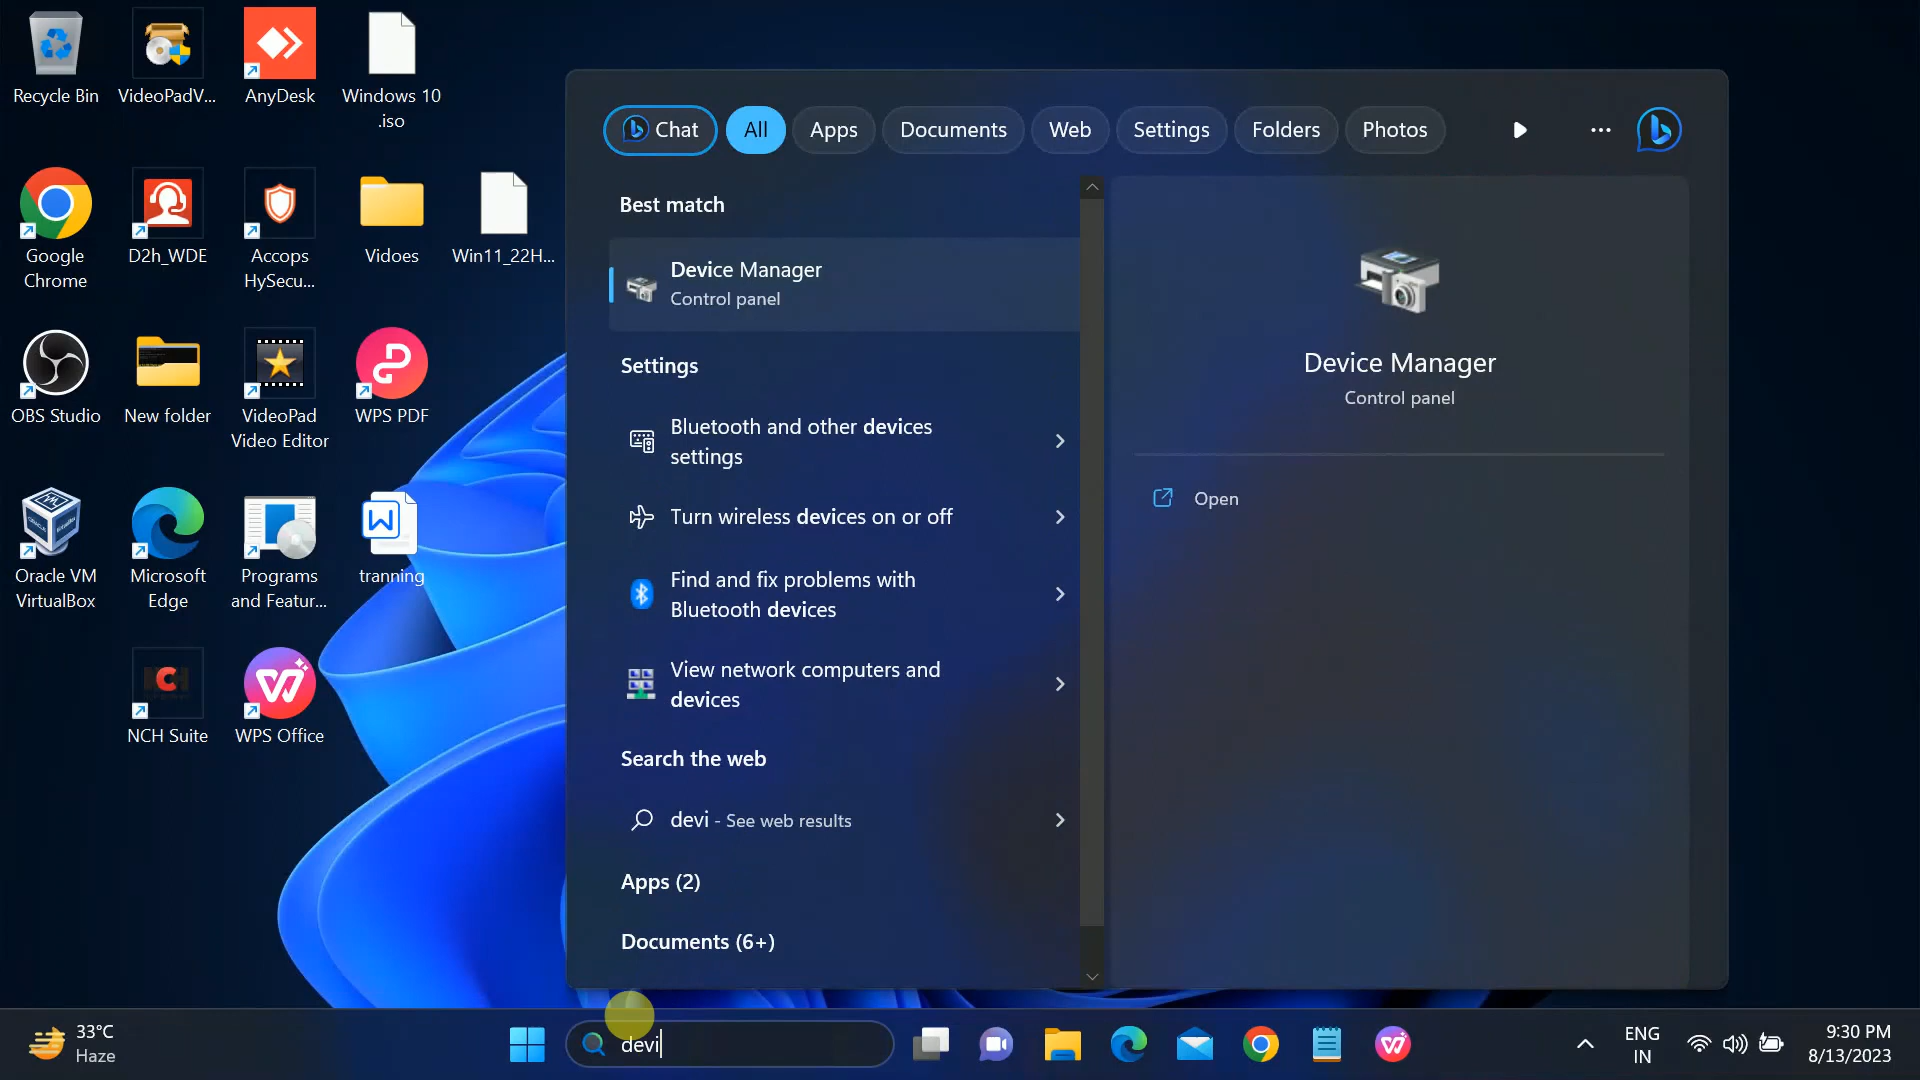 Recycle Bin
VideoPadV...
AnyDesk
Windows 10
.iso
Google
Chrome
D2h_WDE
Accops
HySecu...
Vidoes
Win11_22H...
OBS Studio
New folder
VideoPad
Video Editor
WPS PDF
Oracle VM
VirtualBox
Microsoft
Edge
Programs
and Featur...
tranning
NCH Suite
WPS Office
Chat
All
Apps
Documents
Web
Settings
Folders
Photos
Best match
Device Manager
Control panel
Settings
Bluetooth and other devices
settings
Turn wireless devices on or off
Find and fix problems with
Bluetooth devices
View network computers and
devices
Search the web
devi - See web results
Apps (2)
Documents (6+)
Device Manager
Control panel
Open
33°C
Haze
devi
ENG
IN
9:30 PM
8/13/2023